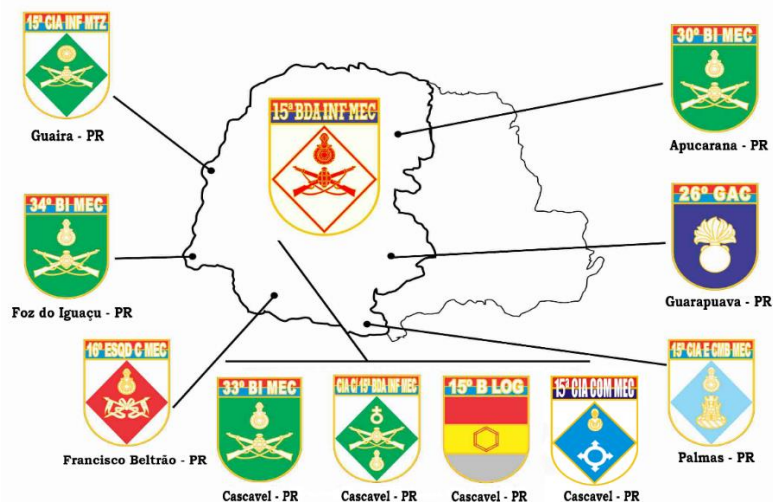 15ª CIA INF MTZ
Guaira - PR
15ª BDA INF MEC
30º BI MEC
Apucarana - PR
34º BI MEC
Foz do Iguaçu - PR
26º GAC
Guarapuava - PR
16º ESQD C MEC
Francisco Beltrão - PR
33º BI MEC
Cascavel - PR
CIA C/ 15ª BDA INF MEC
Cascavel - PR
15º B LOG
Cascavel - PR
15ª CIA COM MEC
Cascavel - PR
15ª CIA E CMB MEC
Palmas - PR